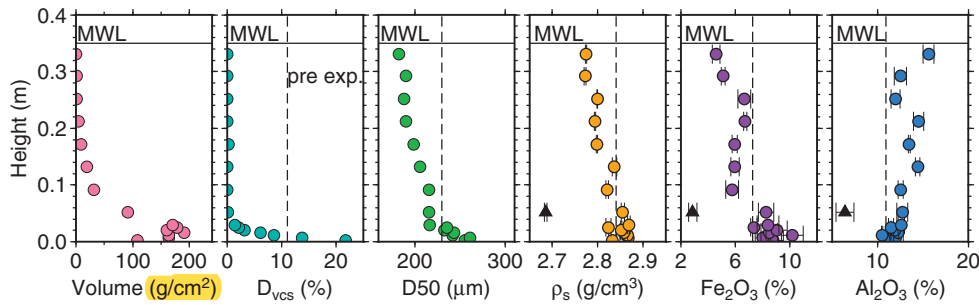 MWL MWL MWL MWL MWL MWL
pre exp.
Height (m)
0.4
0.3
0.2
0.1
0.0
0 100 200 0 10 20 200 300 2.7 2.8 2.9 2 6 10 10 15
Volume (g/cm²) D_vcs (%) D50 (μm) ρ_s (g/cm³) Fe₂O₃ (%) Al₂O₃ (%)